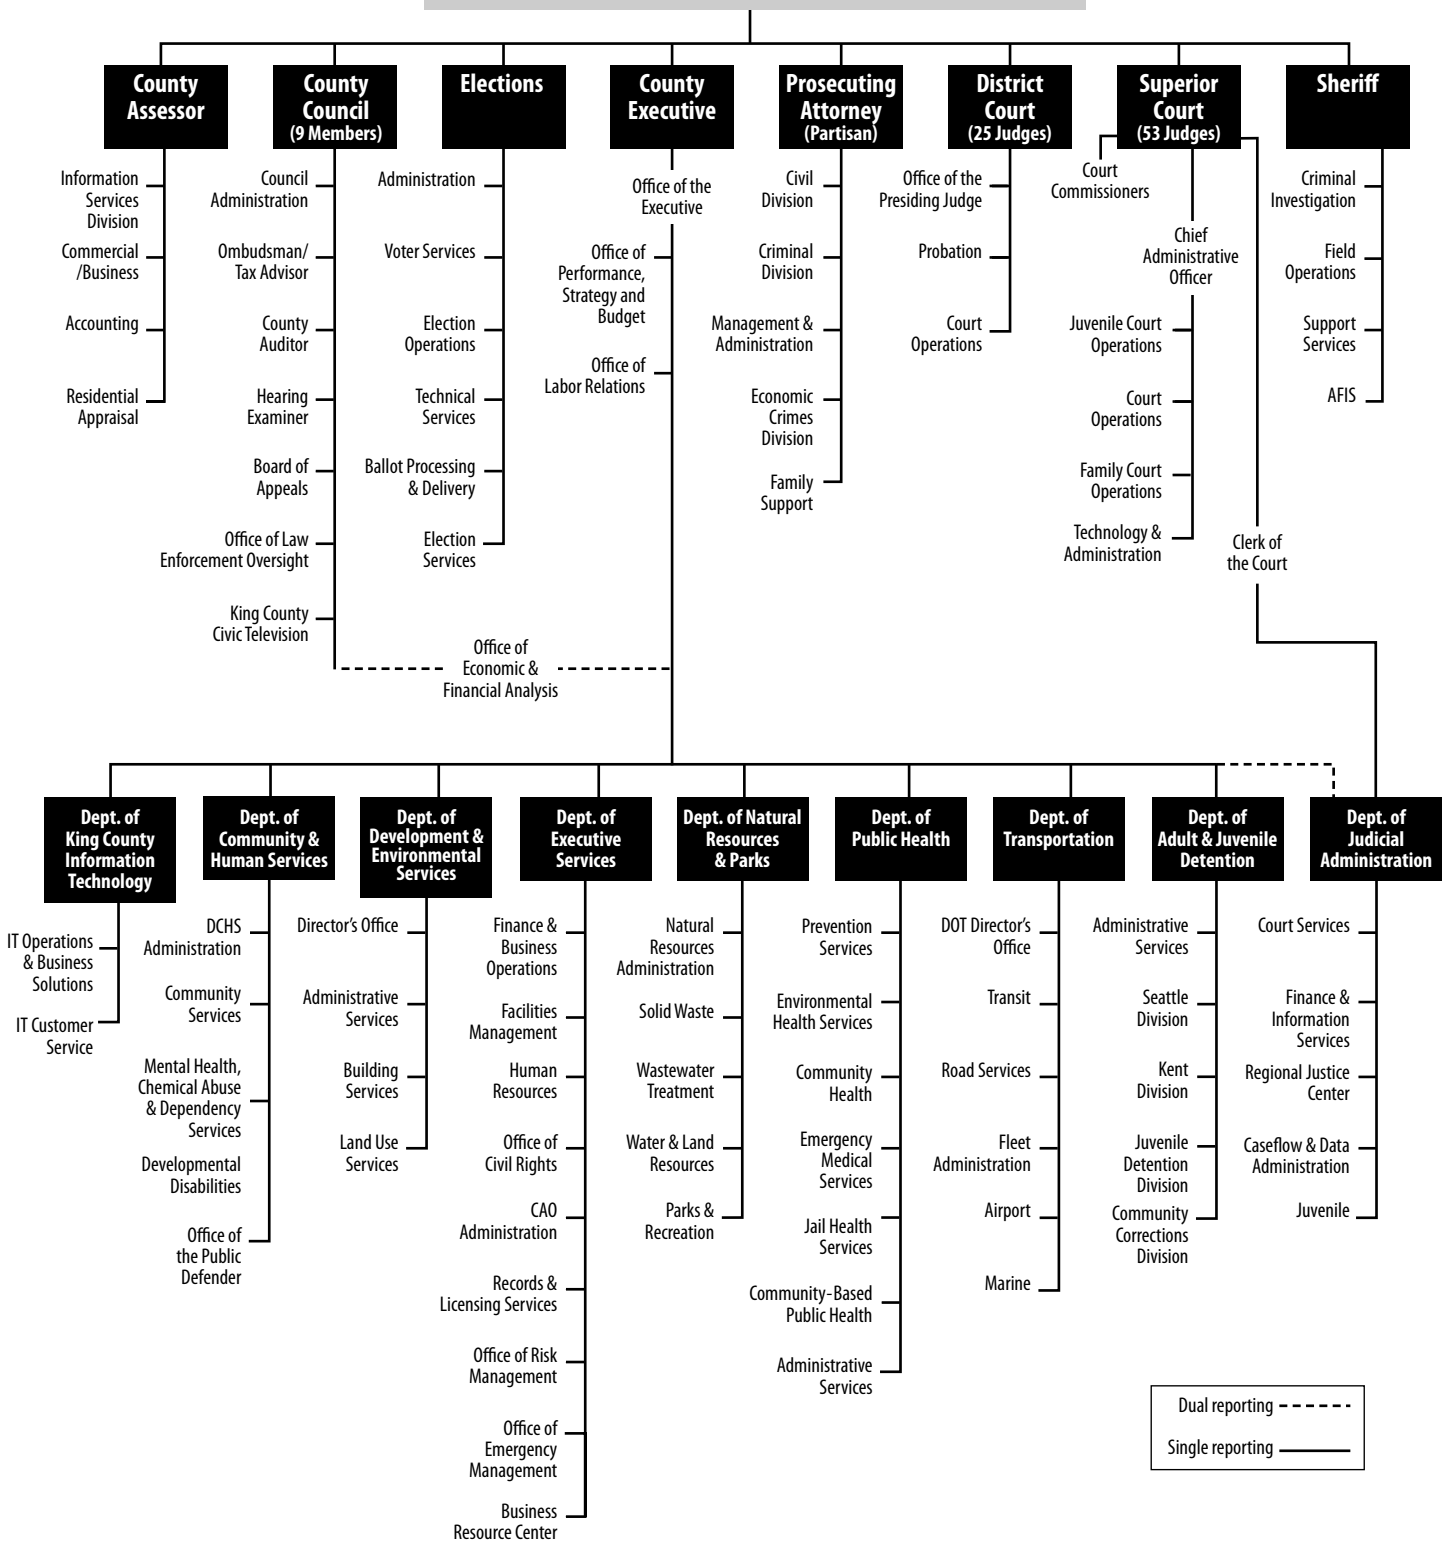 County
Assessor
County
Council
(9 Members)
Elections
County
Executive
Prosecuting
Attorney
(Partisan)
District
Court
(25 Judges)
Superior
Court
(53 Judges)
Sheriff
Information
Services
Division
Commercial
/Business
Accounting
Residential
Appraisal
Council
Administration
Ombudsman/
Tax Advisor
County
Auditor
Hearing
Examiner
Board of
Appeals
Office of Law
Enforcement Oversight
King County
Civic Television
Administration
Voter Services
Election
Operations
Technical
Services
Ballot Processing
& Delivery
Election
Services
Office of
Economic &
Financial Analysis
Office of the
Executive
Office of
Performance,
Strategy and
Budget
Office of
Labor Relations
Civil
Division
Criminal
Division
Management &
Administration
Economic
Crimes
Division
Family
Support
Office of the
Presiding Judge
Probation
Court
Operations
Court
Commissioners
Chief
Administrative
Officer
Juvenile Court
Operations
Court
Operations
Family Court
Operations
Technology &
Administration
Clerk of
the Court
Criminal
Investigation
Field
Operations
Support
Services
AFIS
Dept. of
King County
Information
Technology
Dept. of
Community &
Human Services
Dept. of
Development &
Environmental
Services
Dept. of
Executive
Services
Dept. of Natural
Resources
& Parks
Dept. of
Public Health
Dept. of
Transportation
Dept. of
Adult & Juvenile
Detention
Dept. of
Judicial
Administration
IT Operations
& Business
Solutions
IT Customer
Service
DCHS
Administration
Community
Services
Mental Health,
Chemical Abuse
& Dependency
Services
Developmental
Disabilities
Office of
the Public
Defender
Director's Office
Administrative
Services
Building
Services
Land Use
Services
Finance &
Business
Operations
Facilities
Management
Human
Resources
Office of
Civil Rights
CAO
Administration
Records &
Licensing Services
Office of Risk
Management
Office of
Emergency
Management
Business
Resource Center
Natural
Resources
Administration
Solid Waste
Wastewater
Treatment
Water & Land
Resources
Parks &
Recreation
Prevention
Services
Environmental
Health Services
Community
Health
Emergency
Medical
Services
Jail Health
Services
Community-Based
Public Health
Administrative
Services
DOT Director's
Office
Transit
Road Services
Fleet
Administration
Airport
Marine
Administrative
Services
Seattle
Division
Kent
Division
Juvenile
Detention
Division
Community
Corrections
Division
Court Services
Finance &
Information
Services
Regional Justice
Center
Caseflow & Data
Administration
Juvenile
Dual reporting
Single reporting